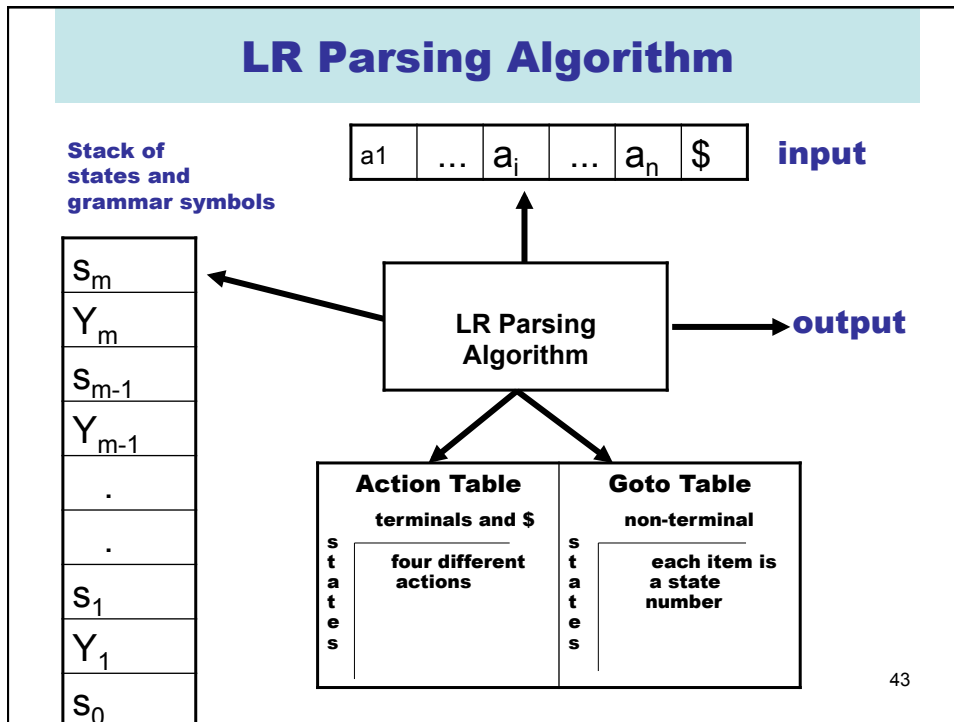 LR Parsing Algorithm
Stack of
states and
grammar symbols
a1 ... aᵢ ... aₙ $
input
sₘ
Yₘ
sₘ₋₁
Yₘ₋₁
.
.
s₁
Y₁
s₀
LR Parsing
Algorithm
output
Action Table
terminals and $
s
t
a
t
e
s
four different
actions
Goto Table
non-terminal
s
t
a
t
e
s
each item is
a state
number
43